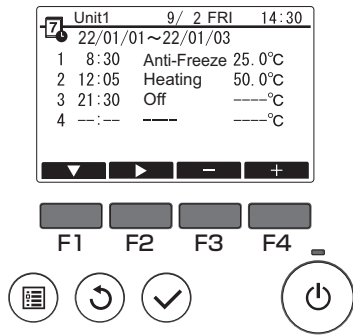 7 Unit1 9/ 2 FRI 14:30
22/01/01~22/01/03
1 8:30 Anti-Freeze 25.0°C
2 12:05 Heating 50.0°C
3 21:30 Off ----°C
4 --:-- ---- ----°C
▼ ▶ − +
F1 F2 F3 F4